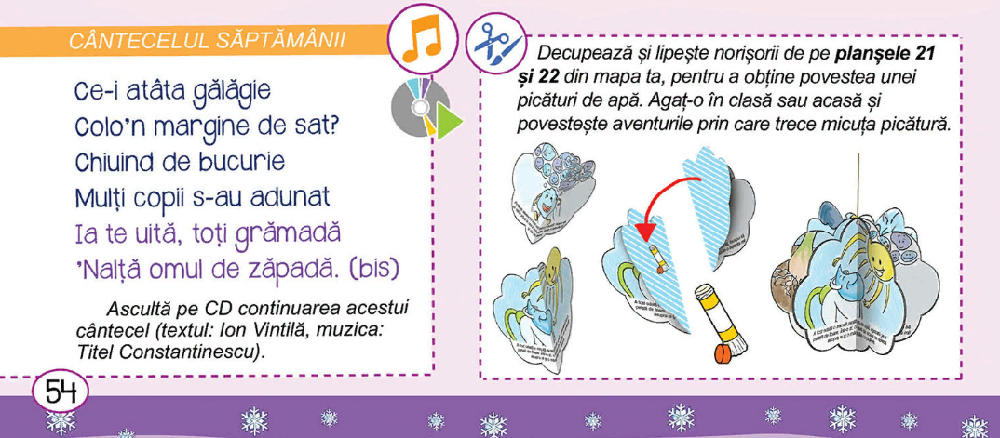 CÂNTECELUL SĂPTĂMÂNII
Ce-i atâta gălăgie
Colo'n margine de sat?
Chiuind de bucurie
Mulți copii s-au adunat
Ia te uită, toți grămadă
'Nalță omul de zăpadă. (bis)
Ascultă pe CD continuarea acestui
cântecel (textul: Ion Vintilă, muzica:
Titel Constantinescu).
Decupează și lipește norișorii de pe planșele 21
și 22 din mapa ta, pentru a obține povestea unei
picături de apă. Agaț-o în clasă sau acasă și
povestește aventurile prin care trece micuța picătură.
54